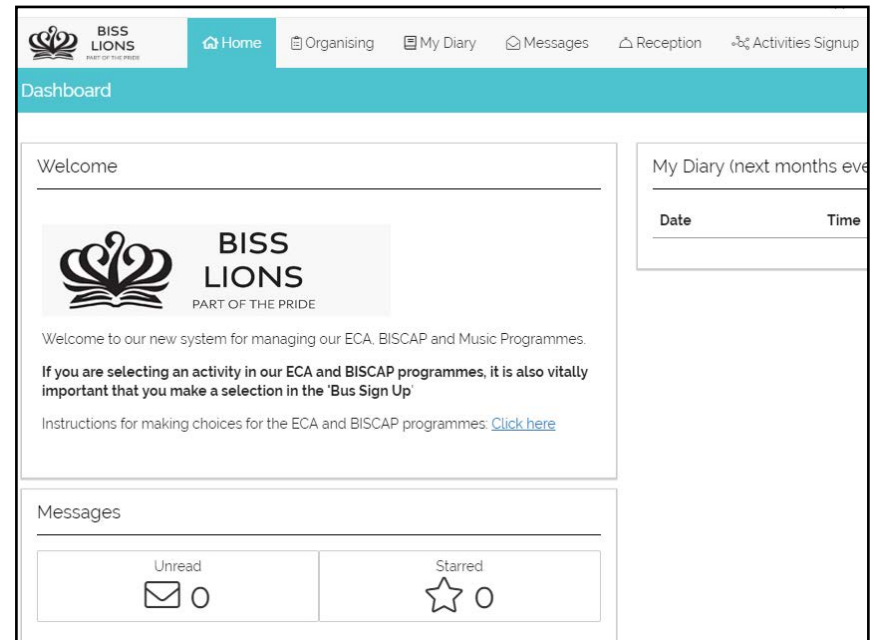 BISS
LIONS
PART OF THE PRIDE
Home
Organising
My Diary
Messages
Reception
Activities Signup
Dashboard
Welcome
BISS
LIONS
PART OF THE PRIDE
Welcome to our new system for managing our ECA, BISCAP and Music Programmes.
If you are selecting an activity in our ECA and BISCAP programmes, it is also vitally
important that you make a selection in the 'Bus Sign Up'
Instructions for making choices for the ECA and BISCAP programmes: Click here
My Diary (next months eve
Date Time
Messages
Unread
0
Starred
0